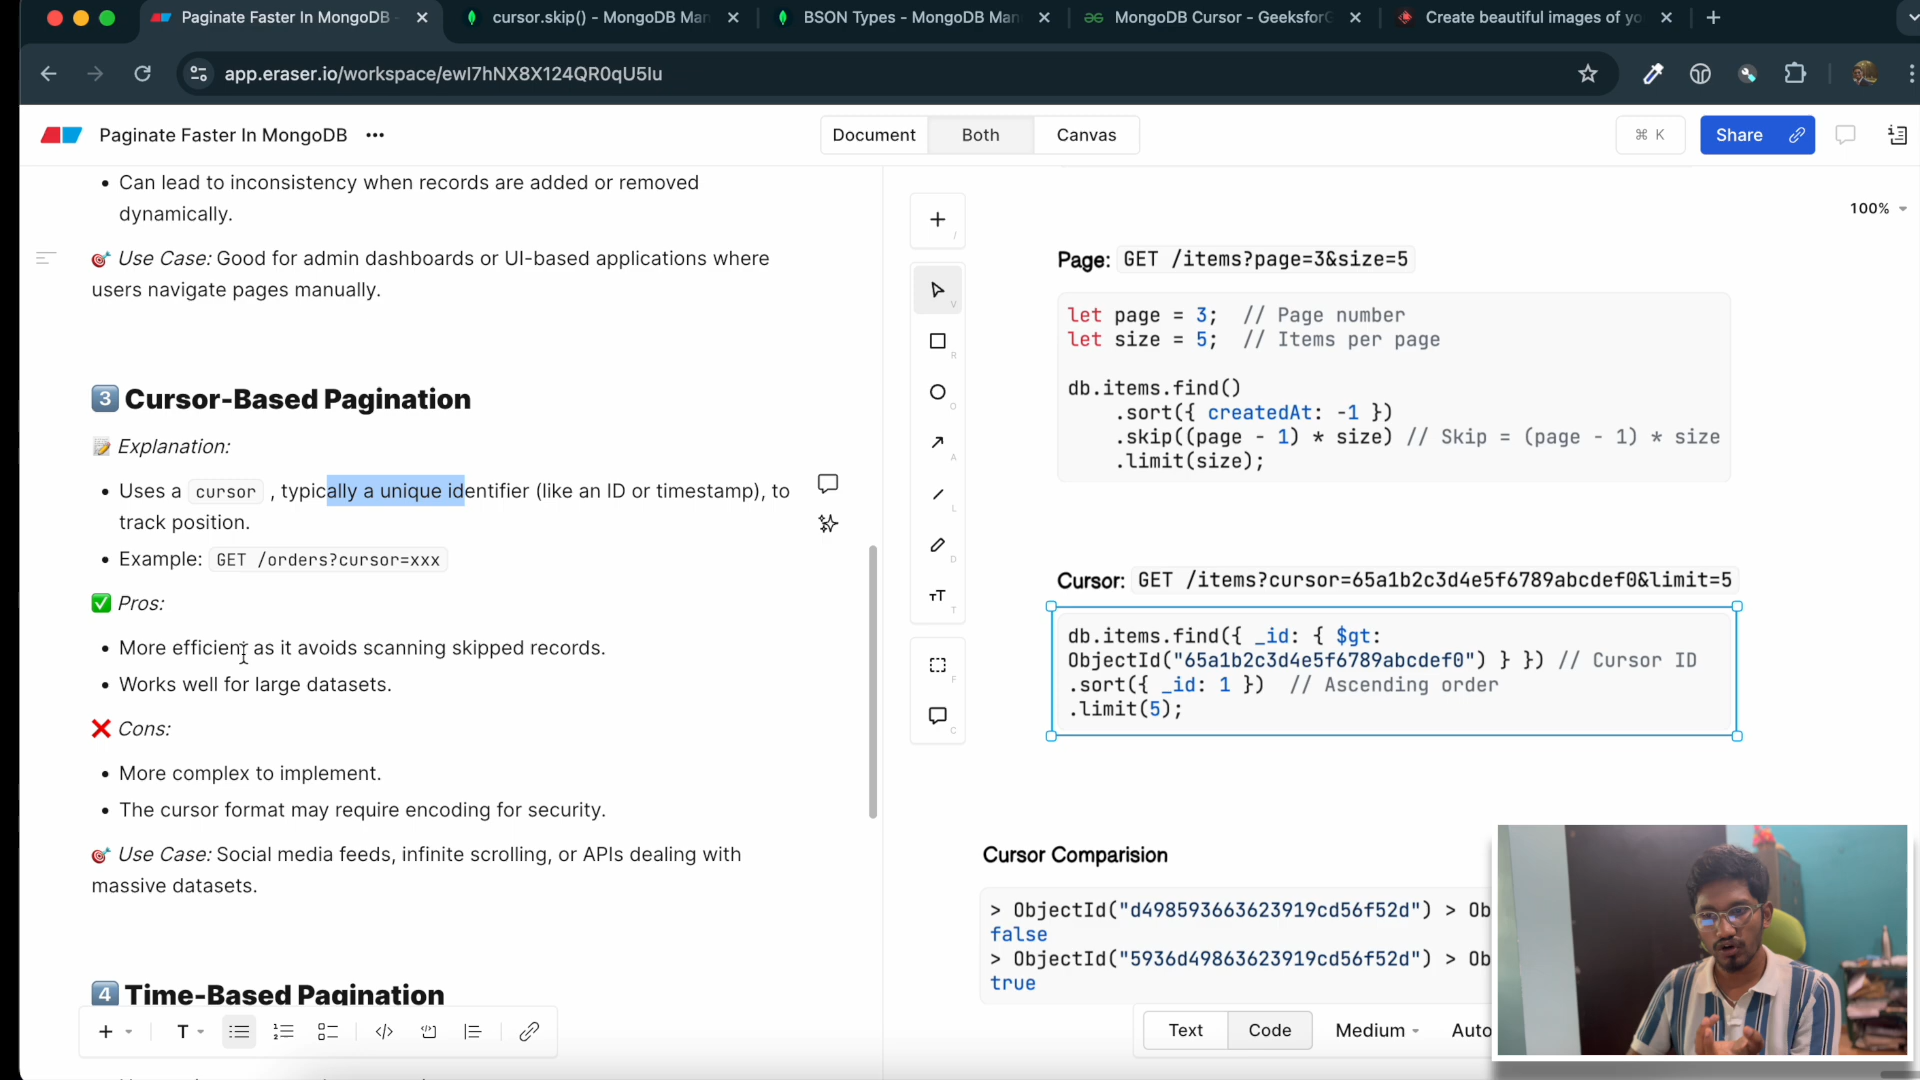 Paginate Faster In MongoDB -
cursor.skip() - MongoDB Man
BSON Types - MongoDB Man
MongoDB Cursor - GeeksforG
Create beautiful images of yo
app.eraser.io/workspace/ewl7hNX8X124QR0qU5lu
Paginate Faster In MongoDB
Document
Both
Canvas
⌘ K
Share
• Can lead to inconsistency when records are added or removed
dynamically.
🎯 Use Case: Good for admin dashboards or UI-based applications where
users navigate pages manually.
3 Cursor-Based Pagination
📝 Explanation:
• Uses a cursor , typically a unique identifier (like an ID or timestamp), to
track position.
• Example: GET /orders?cursor=xxx
✅ Pros:
• More efficient as it avoids scanning skipped records.
• Works well for large datasets.
❌ Cons:
• More complex to implement.
• The cursor format may require encoding for security.
🎯 Use Case: Social media feeds, infinite scrolling, or APIs dealing with
massive datasets.
4 Time-Based Pagination
T
/
V
R
O
A
L
D
T
F
C
100%
Page: GET /items?page=3&size=5
let page = 3;  // Page number
let size = 5;  // Items per page
db.items.find()
.sort({ createdAt: -1 })
.skip((page - 1) * size) // Skip = (page - 1) * size
.limit(size);
Cursor: GET /items?cursor=65a1b2c3d4e5f6789abcdef0&limit=5
db.items.find({ _id: { $gt:
ObjectId("65a1b2c3d4e5f6789abcdef0") } }) // Cursor ID
.sort({ _id: 1 })  // Ascending order
.limit(5);
Cursor Comparision
> ObjectId("d498593663623919cd56f52d") > Ob
false
> ObjectId("5936d49863623919cd56f52d") > Ob
true
Text
Code
Medium
Auto